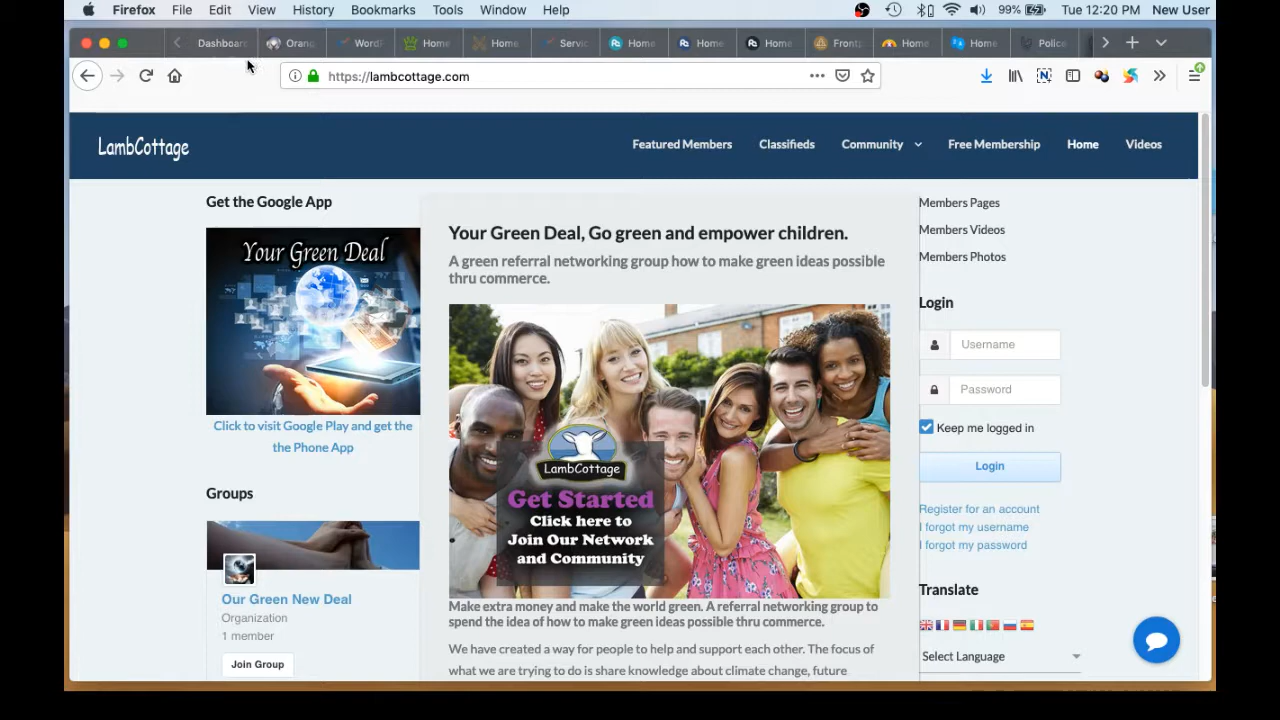 Firefox File Edit View History Bookmarks Tools Window Help 99% Tue 12:20 PM New User
Dashboar Orang WordP Home Home Servic Home Home Home Front Home Home Police
https://lambcottage.com
LambCottage Featured Members Classifieds Community Free Membership Home Videos
Get the Google App
Your Green Deal
Click to visit Google Play and get the
the Phone App
Groups
Our Green New Deal
Organization
1 member
Join Group
Your Green Deal, Go green and empower children.
A green referral networking group how to make green ideas possible
thru commerce.
LambCottage
Get Started
Click here to
Join Our Network
and Community
Make extra money and make the world green. A referral networking group to
spend the idea of how to make green ideas possible thru commerce.
We have created a way for people to help and support each other. The focus of
what we are trying to do is share knowledge about climate change, future
Members Pages
Members Videos
Members Photos
Login
Username
Password
Keep me logged in
Login
Register for an account
I forgot my username
I forgot my password
Translate
Select Language